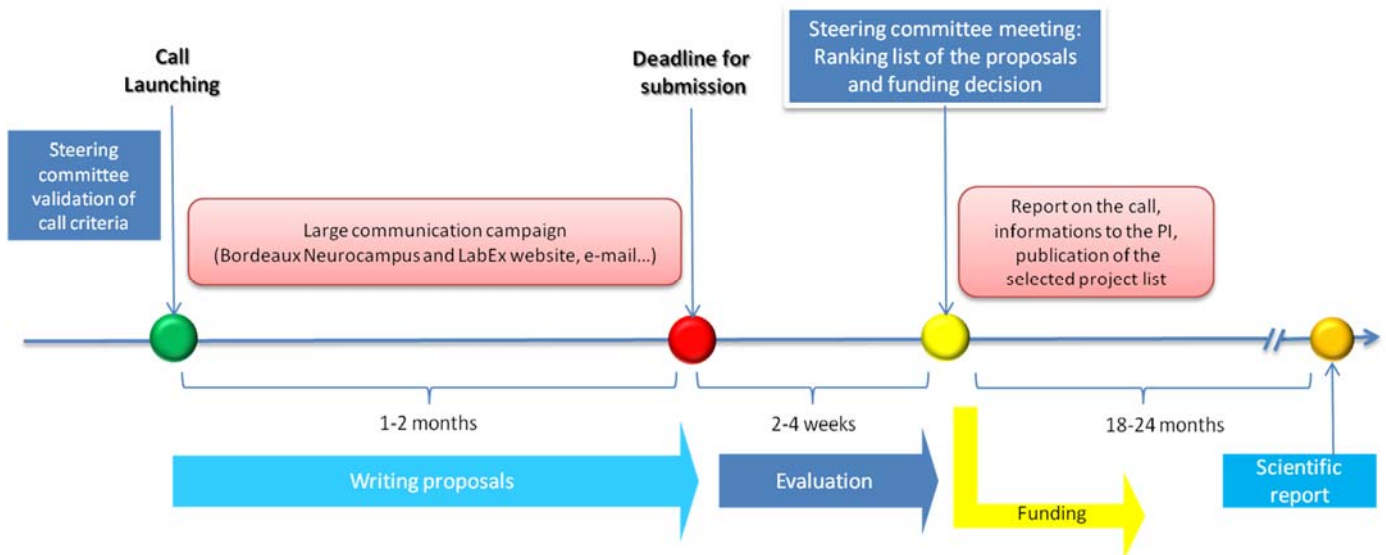 Call
Launching
Deadline for
submission
Steering committee meeting:
Ranking list of the proposals
and funding decision
Steering
committee
validation of
call criteria
Large communication campaign
(Bordeaux Neurocampus and LabEx website, e-mail...)
Report on the call,
informations to the PI,
publication of the
selected project list
1-2 months
2-4 weeks
18-24 months
Writing proposals
Evaluation
Funding
Scientific
report